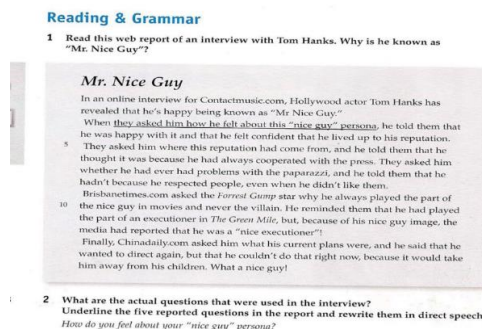 Reading & Grammar
1 Read this web report of an interview with Tom Hanks. Why is he known as
"Mr. Nice Guy"?
Mr. Nice Guy
In an online interview for Contactmusic.com, Hollywood actor Tom Hanks has
revealed that he's happy being known as "Mr Nice Guy."
When they asked him how he felt about this "nice guy" persona, he told them that
he was happy with it and that he felt confident that he lived up to his reputation.
5 They asked him where this reputation had come from, and he told them that he
thought it was because he had always cooperated with the press. They asked him
whether he had ever had problems with the paparazzi, and he told them that he
hadn't because he respected people, even when he didn't like them.
Brisbanetimes.com asked the Forrest Gump star why he always played the part of
10 the nice guy in movies and never the villain. He reminded them that he had played
the part of an executioner in The Green Mile, but, because of his nice guy image, the
media had reported that he was a "nice executioner"!
Finally, Chinadaily.com asked him what his current plans were, and he said that he
wanted to direct again, but that he couldn't do that right now, because it would take
him away from his children. What a nice guy!
2 What are the actual questions that were used in the interview?
Underline the five reported questions in the report and rewrite them in direct speech
How do you feel about your "nice guy" persona?